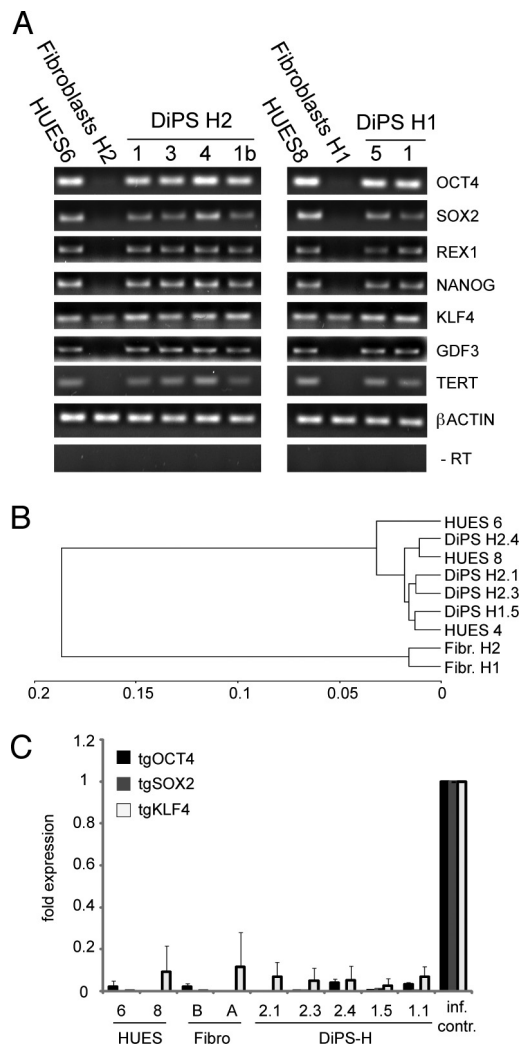 A
HUES6
Fibroblasts H2
DiPS H2
1 3 4 1b
HUES8
Fibroblasts H1
DiPS H1
5 1
OCT4
SOX2
REX1
NANOG
KLF4
GDF3
TERT
βACTIN
- RT
B
HUES 6
DiPS H2.4
HUES 8
DiPS H2.1
DiPS H2.3
DiPS H1.5
HUES 4
Fibr. H2
Fibr. H1
0.2 0.15 0.1 0.05 0
C
fold expression
1.2
1
0.8
0.6
0.4
0.2
0
tgOCT4
tgSOX2
tgKLF4
6 8 B A 2.1 2.3 2.4 1.5 1.1 inf.
contr.
HUES Fibro DiPS-H